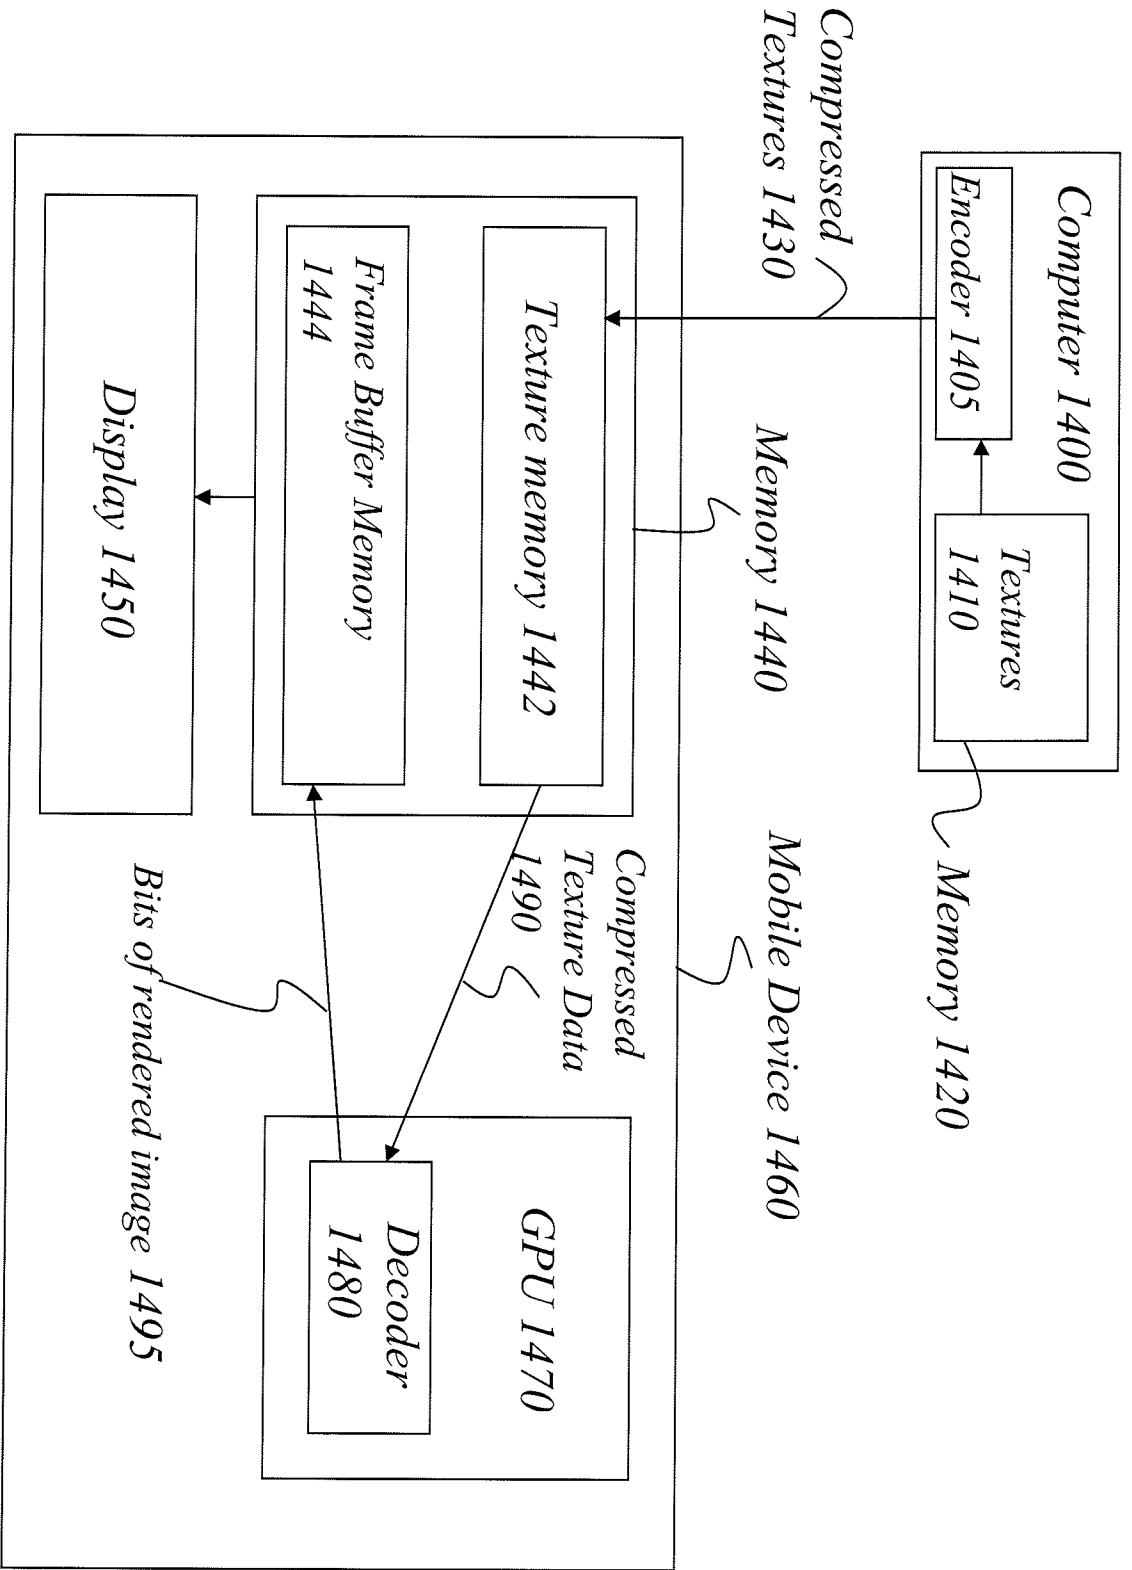 Computer 1400
Encoder 1405
Textures
1410
Memory 1420
Compressed
Textures 1430
Memory 1440
Mobile Device 1460
Texture memory 1442
Frame Buffer Memory
1444
Display 1450
Compressed
Texture Data
1490
GPU 1470
Decoder
1480
Bits of rendered image 1495